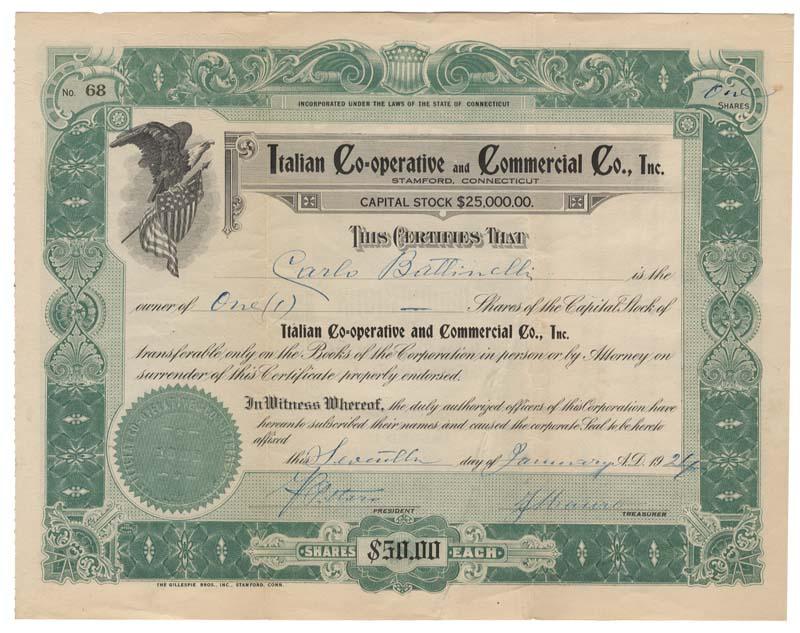 No. 68
One
SHARES
INCORPORATED UNDER THE LAWS OF THE STATE OF CONNECTICUT
Italian Co-operative and Commercial Co., Inc.
STAMFORD, CONNECTICUT
CAPITAL STOCK $25,000.00.
THIS CERTIFIES THAT
Carlo Battinelli is the
owner of One (1) — Shares of the Capital Stock of
Italian Co-operative and Commercial Co., Inc.
transferable only on the Books of the Corporation in person or by Attorney on
surrender of this Certificate properly endorsed.
In Witness Whereof, the duly authorized officers of this Corporation have
hereunto subscribed their names and caused the corporate Seal to be hereto
affixed
this Seventh day of January A.D. 1924
PRESIDENT
TREASURER
SHARES $50.00 EACH
THE GILLESPIE BROS., INC., STAMFORD, CONN.